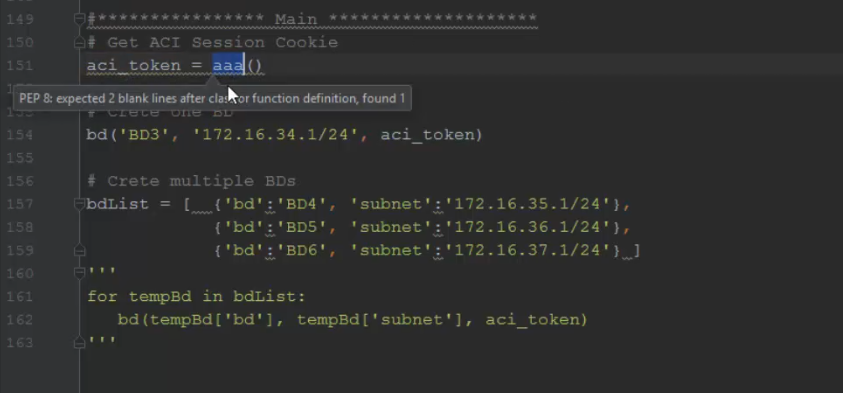 149 #**************** Main ********************
150 # Get ACI Session Cookie
151 aci_token = aaa()
PEP 8: expected 2 blank lines after class or function definition, found 1
# Crete one BD
154 bd('BD3', '172.16.34.1/24', aci_token)
155
156 # Crete multiple BDs
157 bdList = [  {'bd':'BD4', 'subnet':'172.16.35.1/24'},
158 {'bd':'BD5', 'subnet':'172.16.36.1/24'},
159 {'bd':'BD6', 'subnet':'172.16.37.1/24'} ]
160 '''
161 for tempBd in bdList:
162 bd(tempBd['bd'], tempBd['subnet'], aci_token)
163 '''